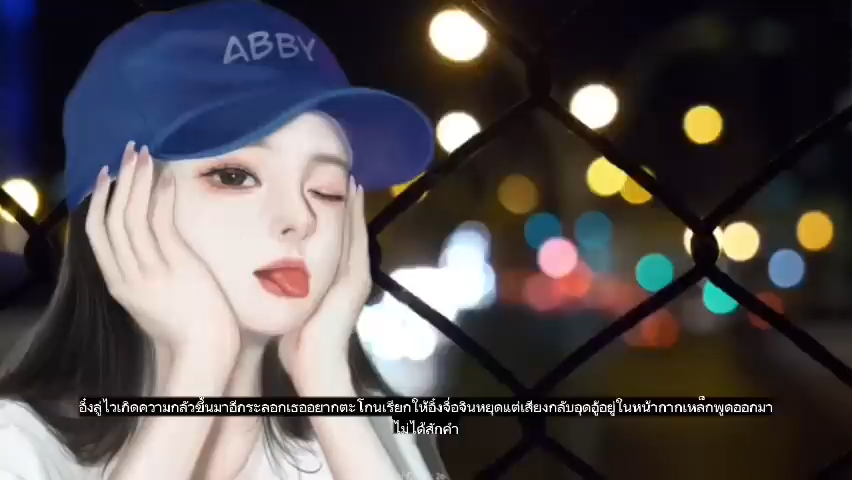 ABBY
อิ๋งลู่ไวเกิดความกลัวขึ้นมาอีกระลอกเธออยากตะโกนเรียกให้อิ๋งจื่อจินหยุดแต่เสียงกลับอุดอู้อยู่ในหน้ากากเหล็กพูดออกมา
ไม่ได้สักคำ